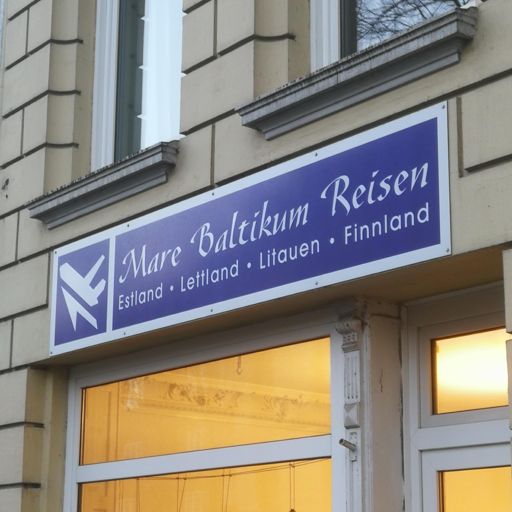 Mare Baltikum Reisen
Estland • Lettland • Litauen • Finnland